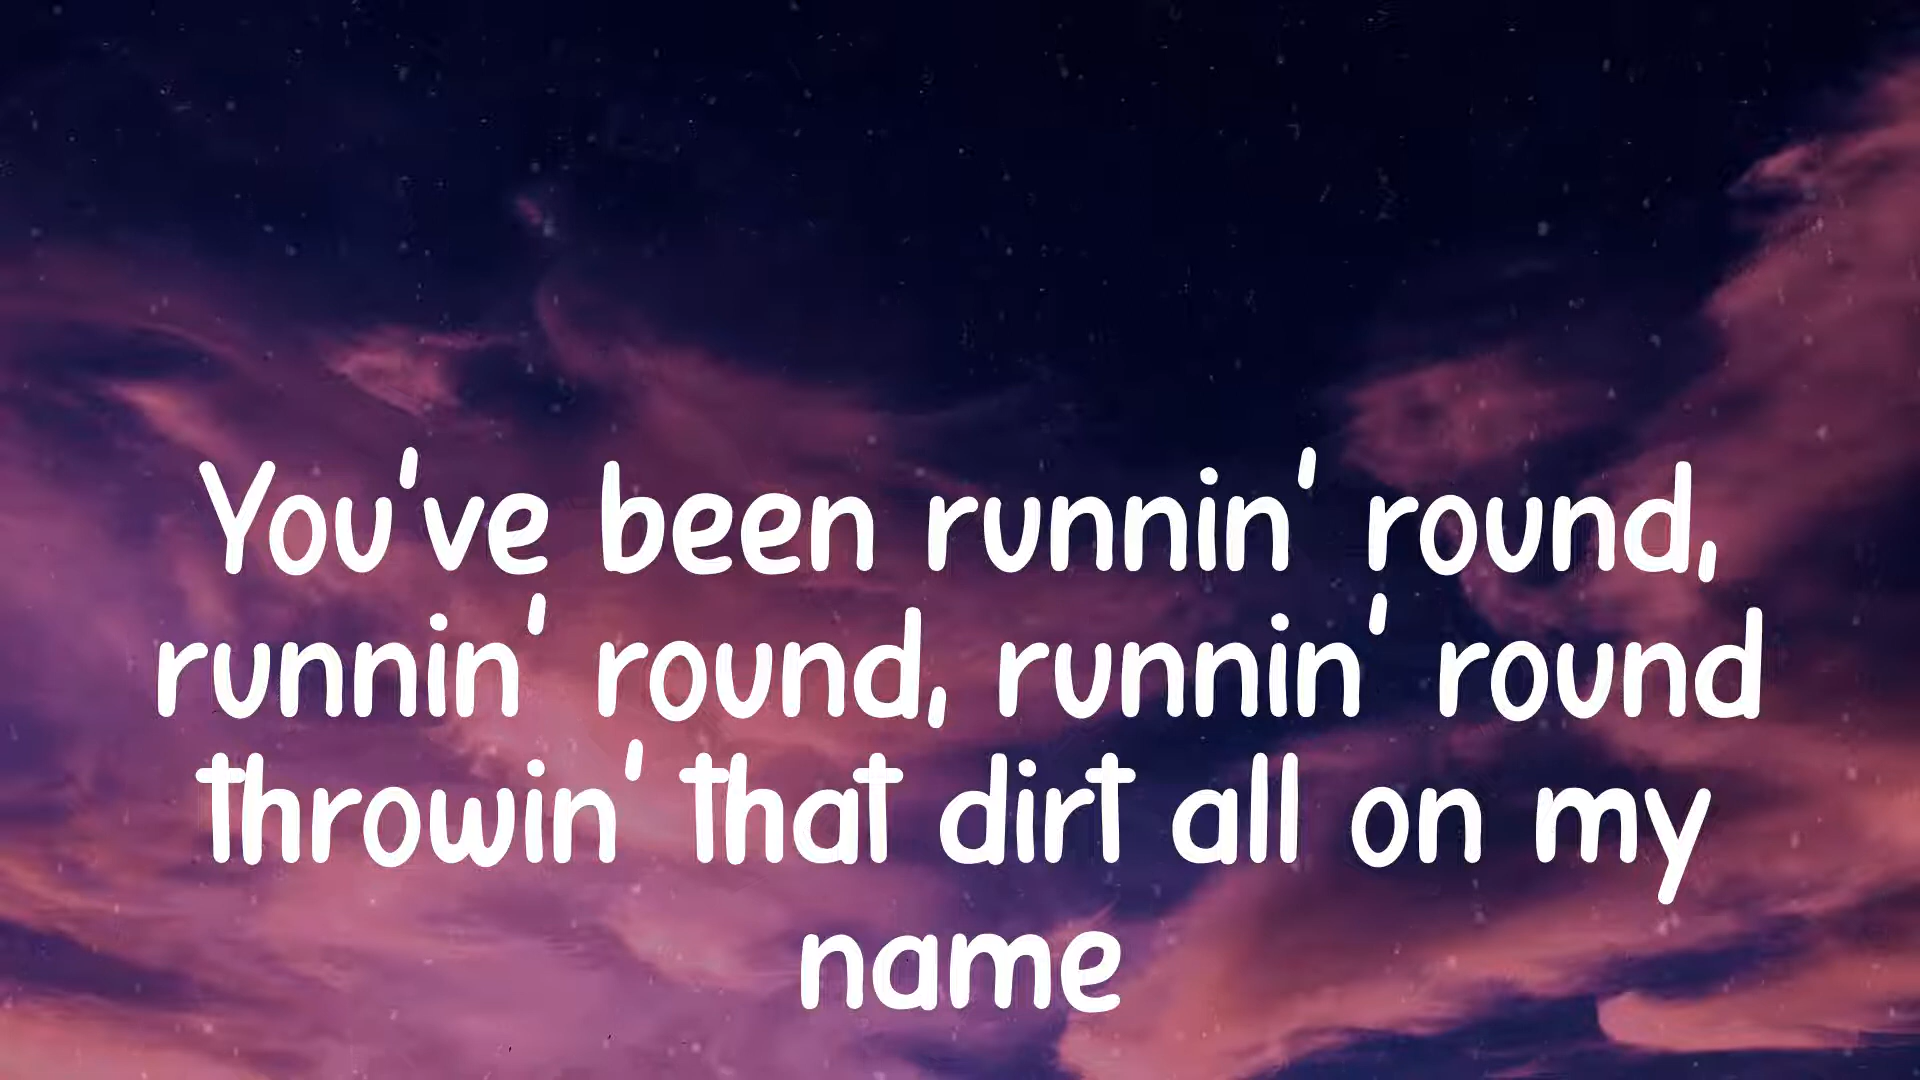 You've been runnin' round,
runnin' round, runnin' round
throwin' that dirt all on my
name